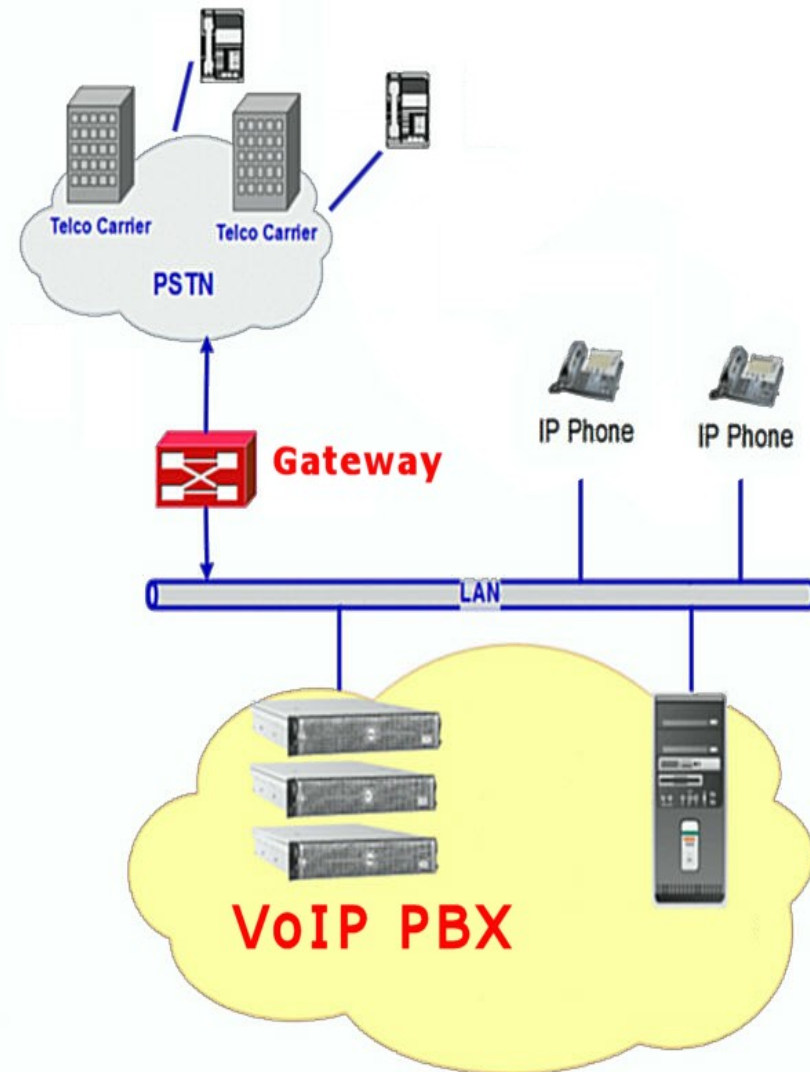 Telco Carrier
Telco Carrier
PSTN
IP Phone
IP Phone
Gateway
LAN
VoIP PBX